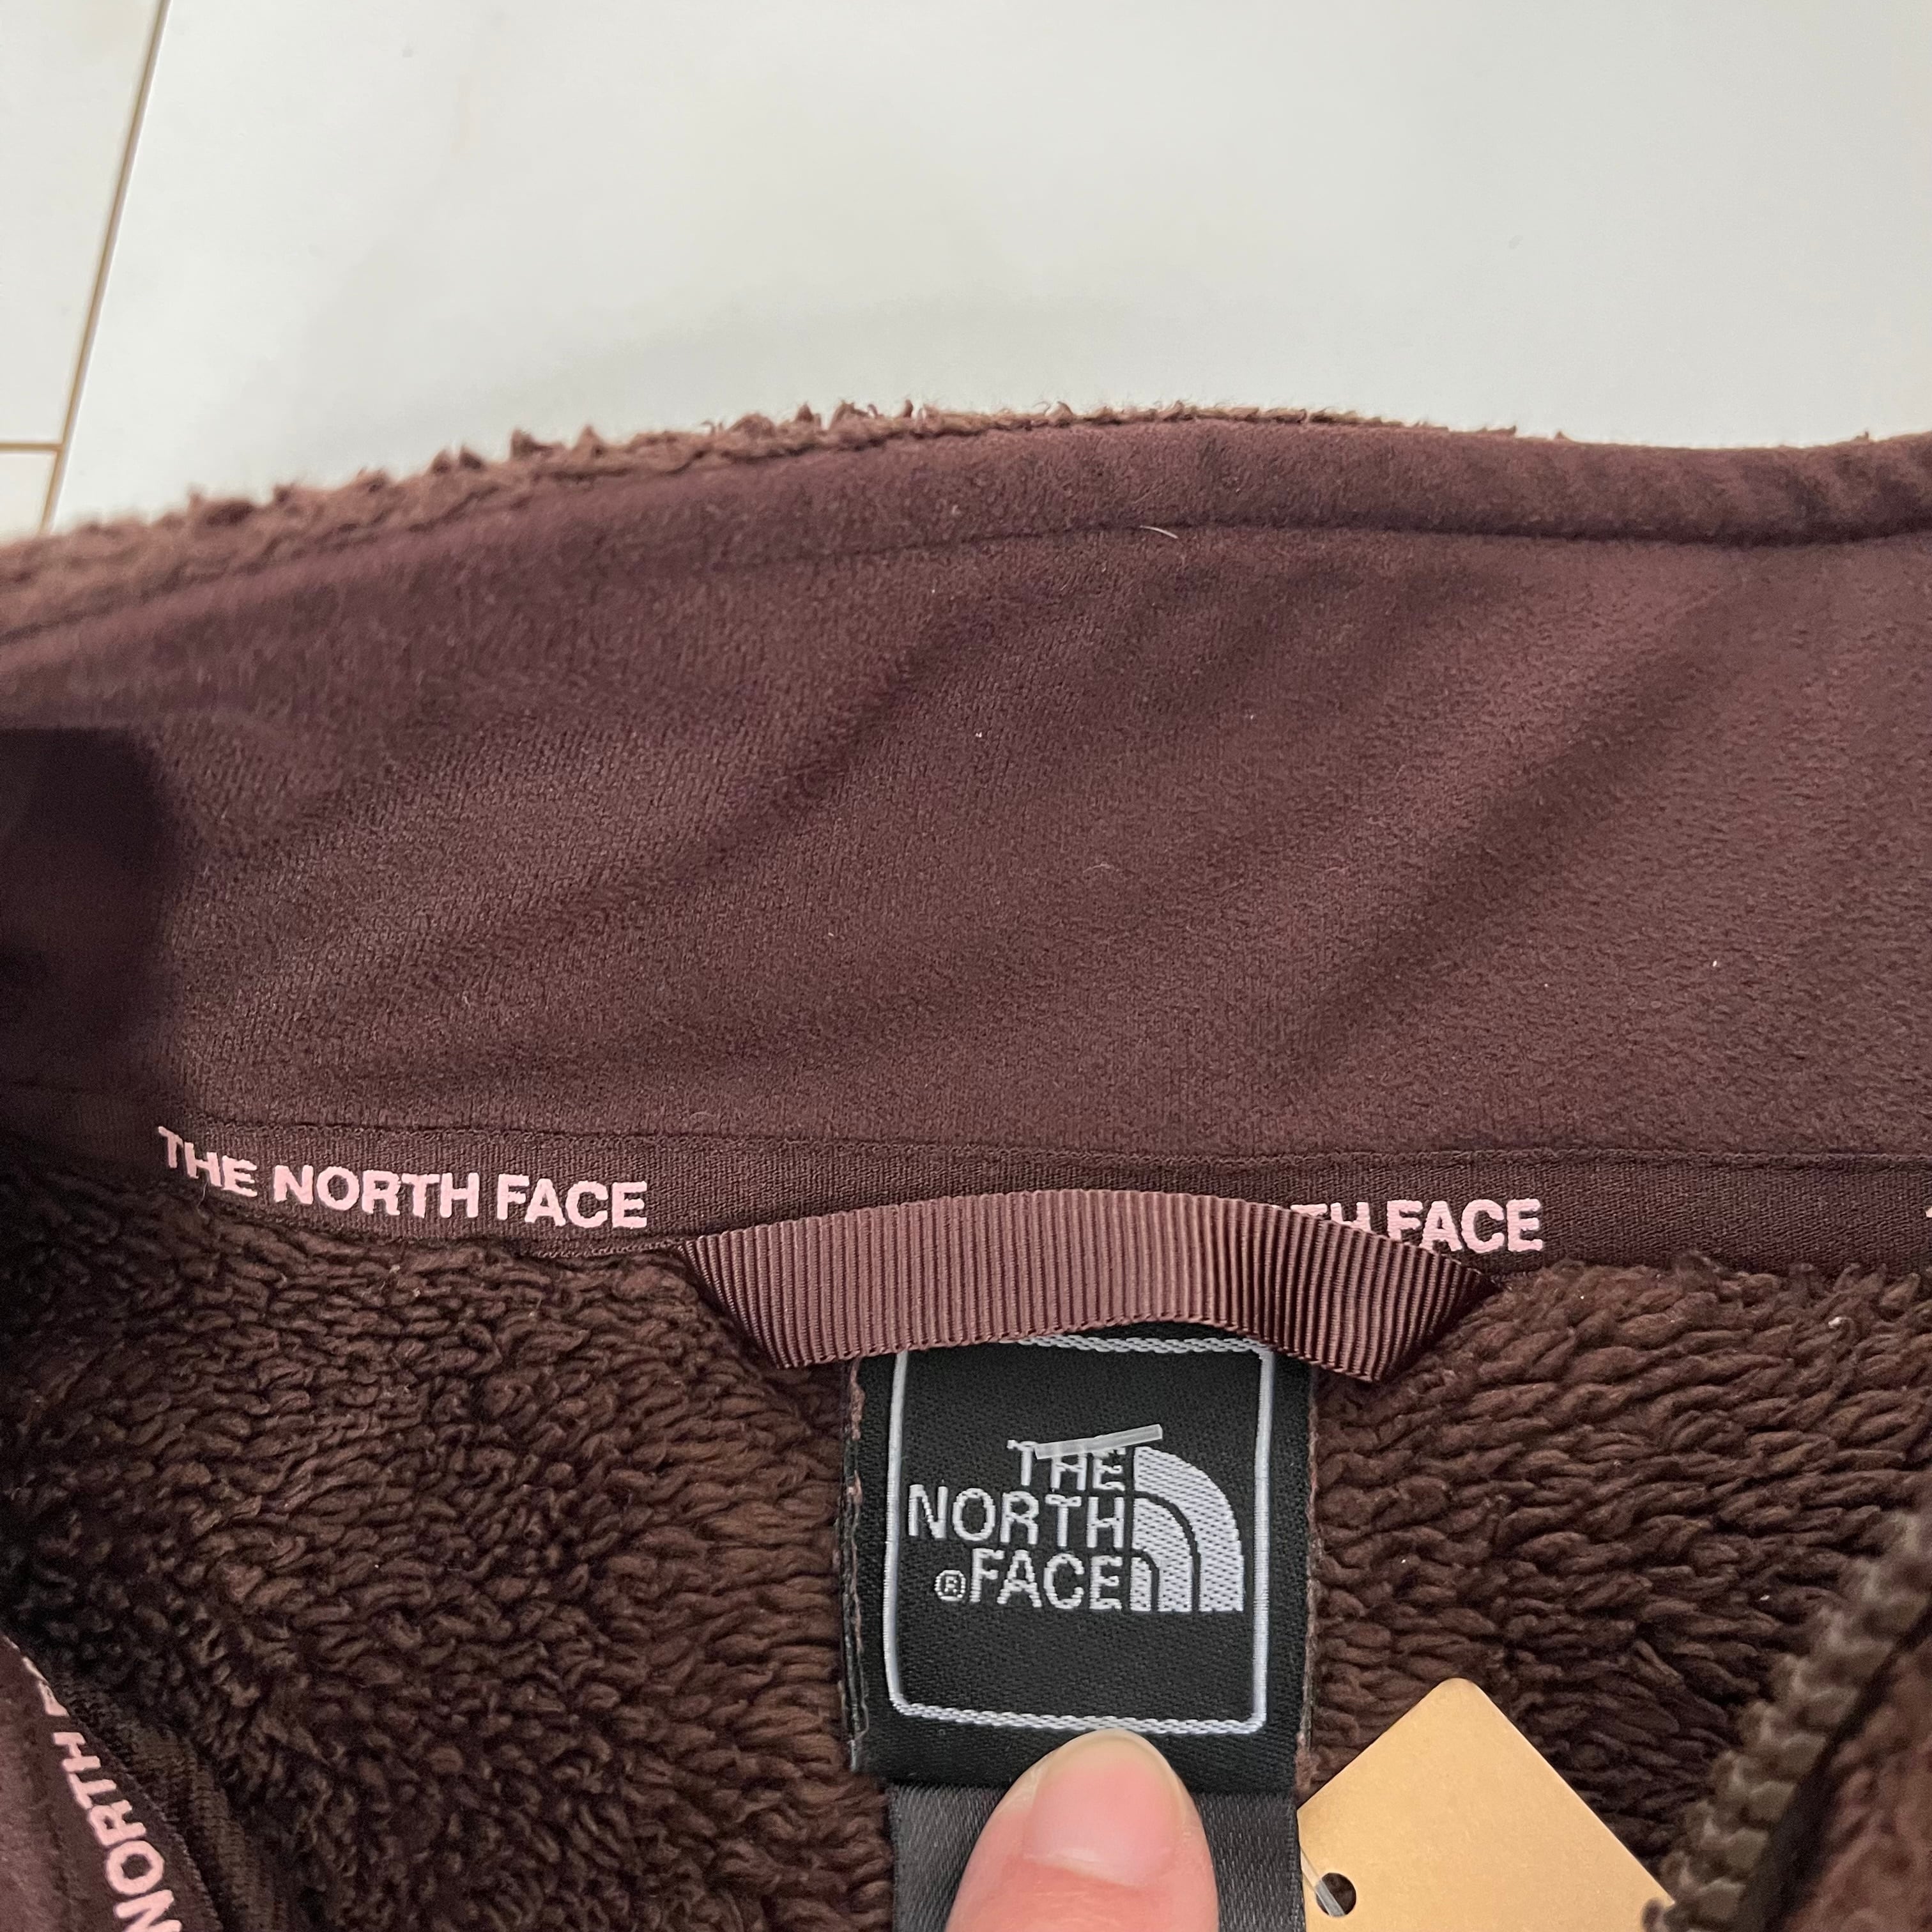 THE NORTH FACE
TH FACE
THE
NORTH
®FACE
NORTH